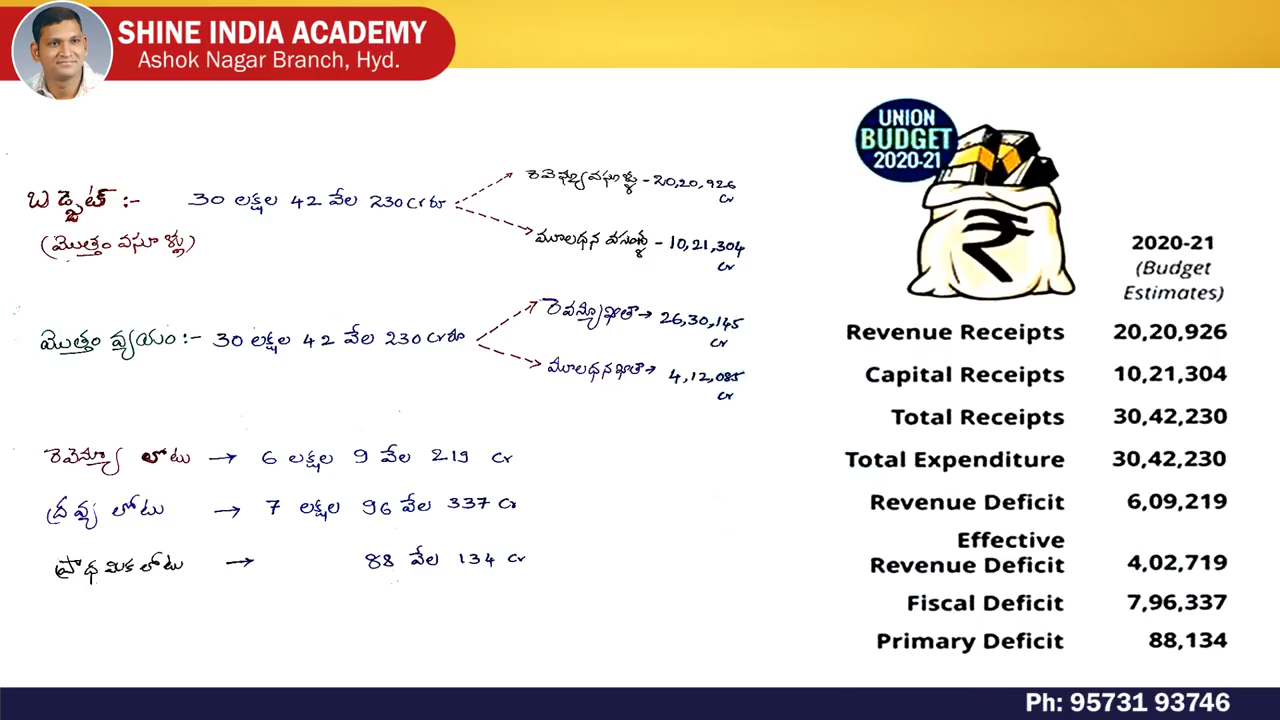 SHINE INDIA ACADEMY
Ashok Nagar Branch, Hyd.
బడ్జెట్ :- 30 లక్షల 42 వేల 230 Cr రూ
(మొత్తం వసూళ్లు)
రెవెన్యూ వసూళ్లు - 20,20,926
Cr
మూలధన వసూళ్లు - 10,21,304
Cr
మొత్తం వ్యయం :- 30 లక్షల 42 వేల 230 Cr రూ
రెవెన్యూ ఖాతా → 26,30,145
Cr
మూలధన ఖాతా → 4,12,085
Cr
రెవెన్యూ లోటు → 6 లక్షల 9 వేల 219 Cr
ద్రవ్య లోటు → 7 లక్షల 96 వేల 337 Cr
ప్రాథమిక లోటు → 88 వేల 134 Cr
UNION
BUDGET
2020-21
₹
2020-21
(Budget
Estimates)
Revenue Receipts 20,20,926
Capital Receipts 10,21,304
Total Receipts 30,42,230
Total Expenditure 30,42,230
Revenue Deficit 6,09,219
Effective
Revenue Deficit 4,02,719
Fiscal Deficit 7,96,337
Primary Deficit 88,134
Ph: 95731 93746